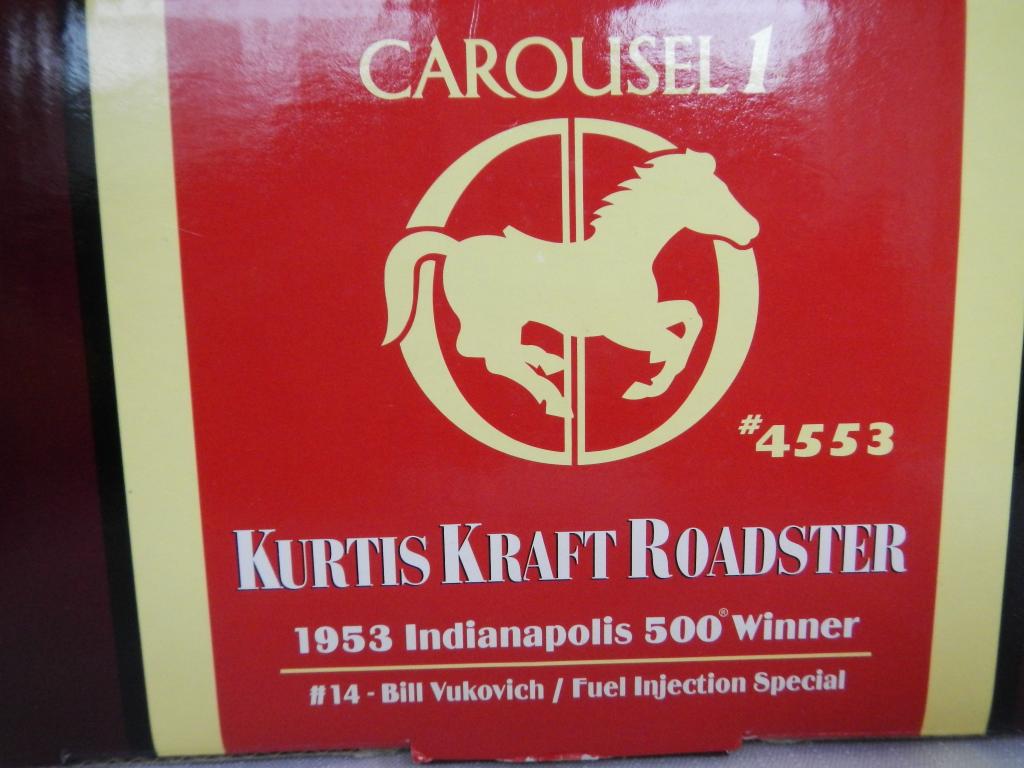 CAROUSEL 1
#4553
KURTIS KRAFT ROADSTER
1953 Indianapolis 500® Winner
#14 - Bill Vukovich / Fuel Injection Special